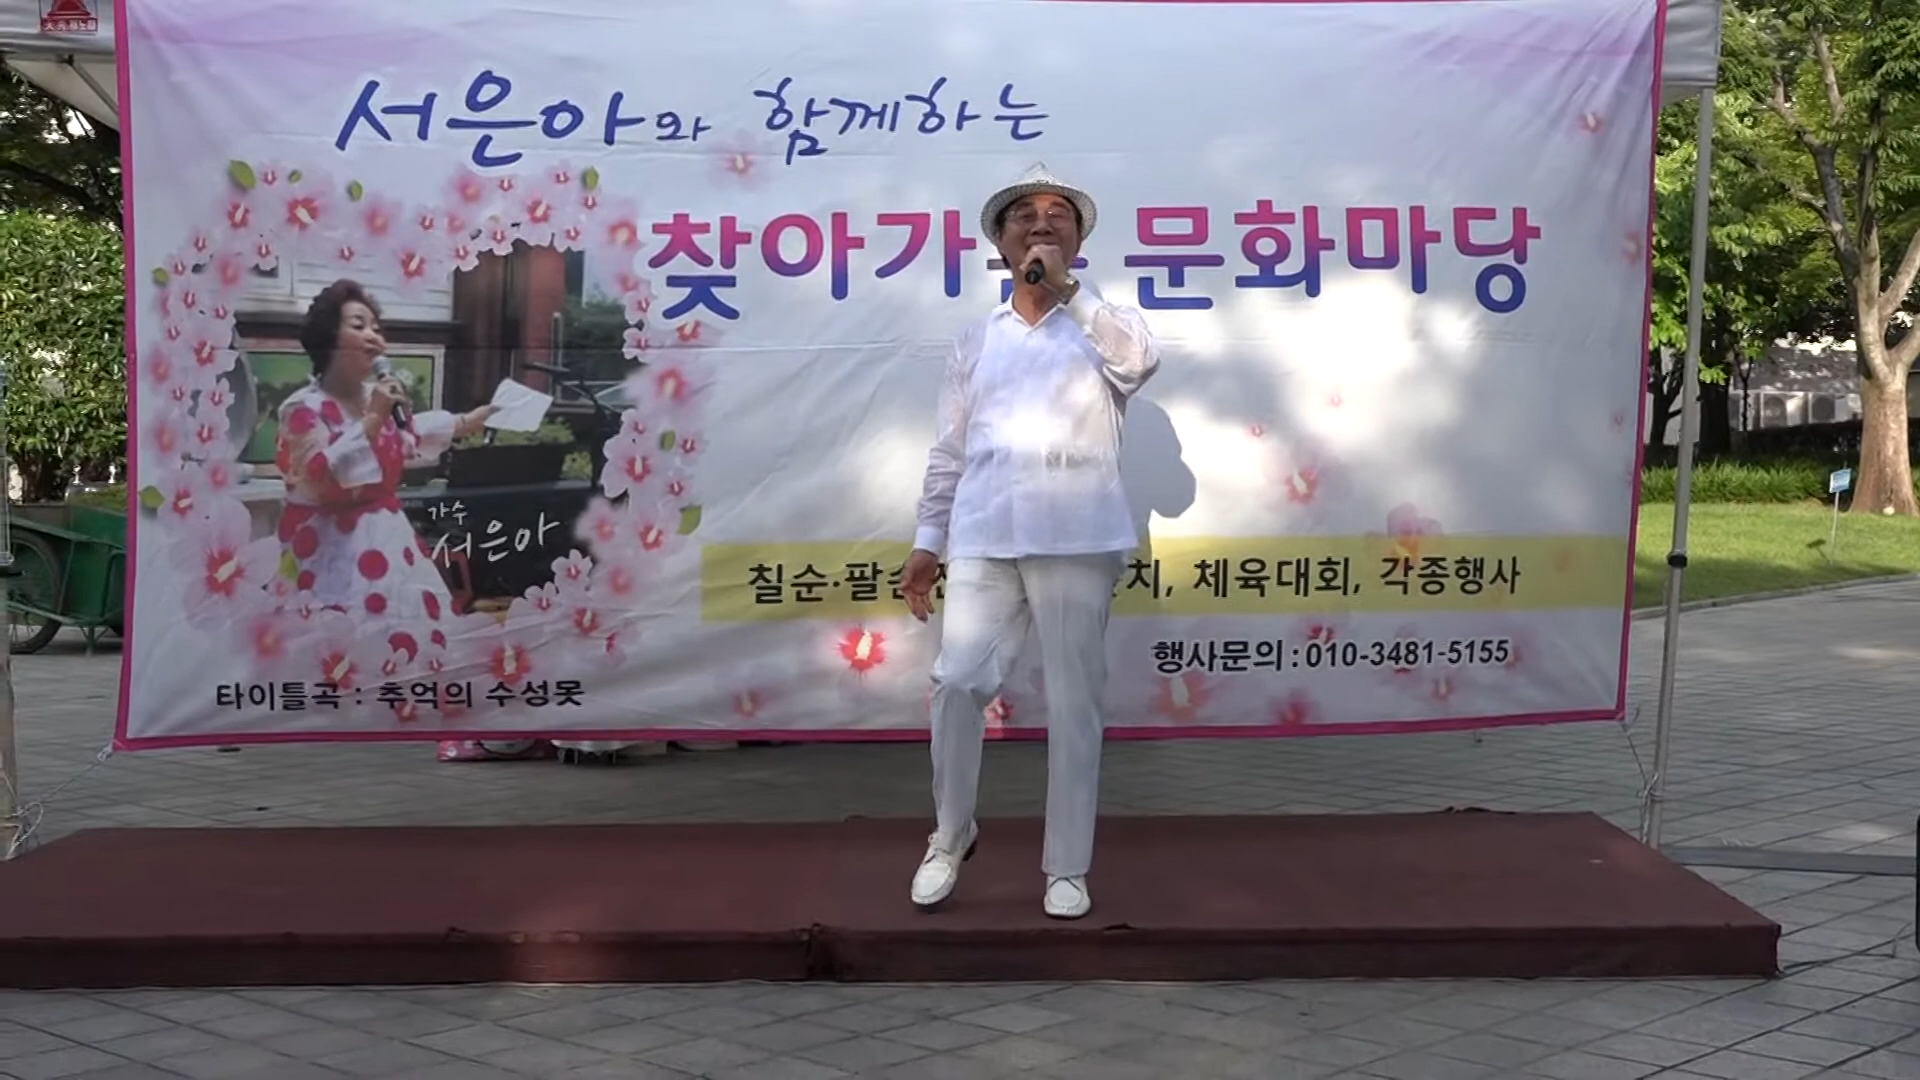 서은아와 함께하는
찾아가는 문화마당
가수
서은아
칠순·팔순잔치, 체육대회, 각종행사
행사문의 : 010-3481-5155
타이틀곡 : 추억의 수성못